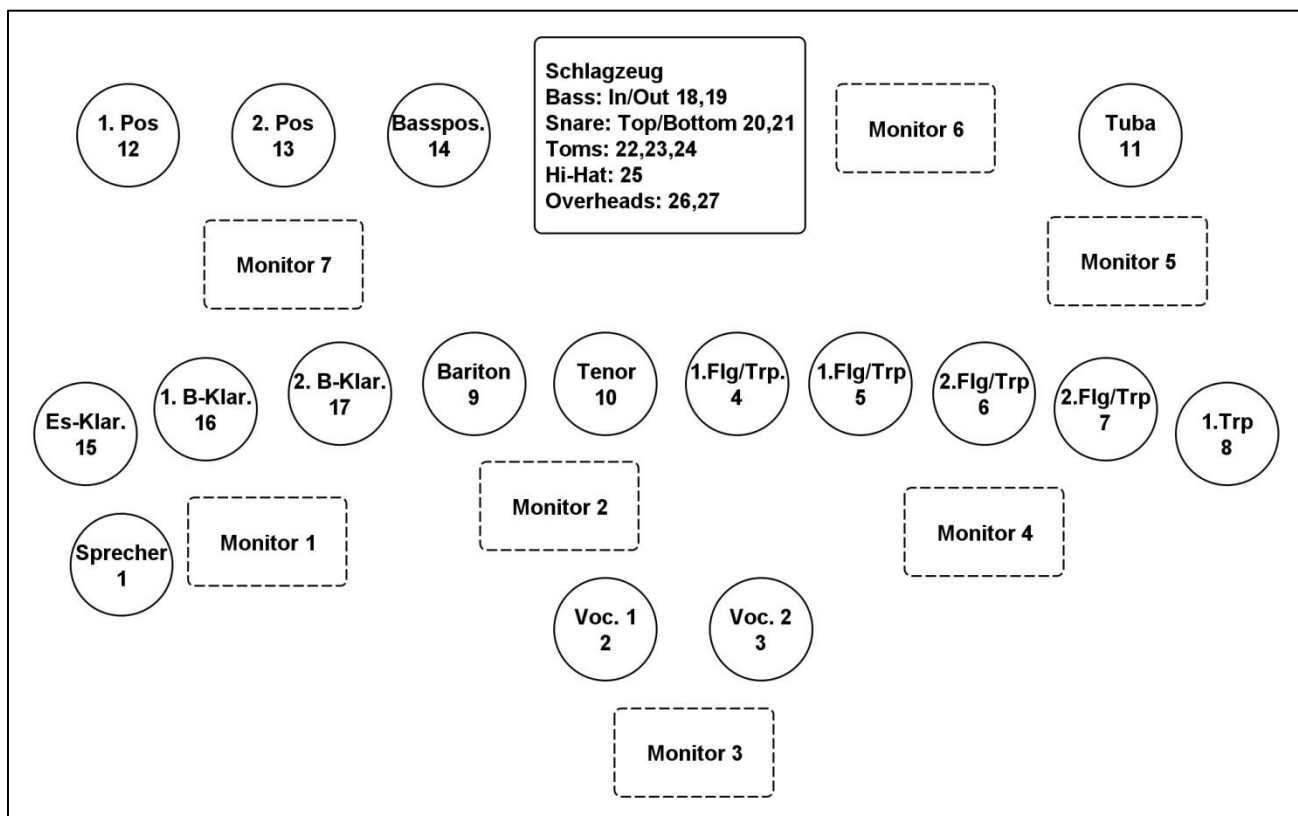 1. Pos
12
2. Pos
13
Basspos.
14
Schlagzeug
Bass: In/Out 18,19
Snare: Top/Bottom 20,21
Toms: 22,23,24
Hi-Hat: 25
Overheads: 26,27
Monitor 6
Tuba
11
Monitor 7
Monitor 5
Es-Klar.
15
1. B-Klar.
16
2. B-Klar.
17
Bariton
9
Tenor
10
1.Flg/Trp.
4
1.Flg/Trp
5
2.Flg/Trp
6
2.Flg/Trp
7
1.Trp
8
Sprecher
1
Monitor 1
Monitor 2
Monitor 4
Voc. 1
2
Voc. 2
3
Monitor 3